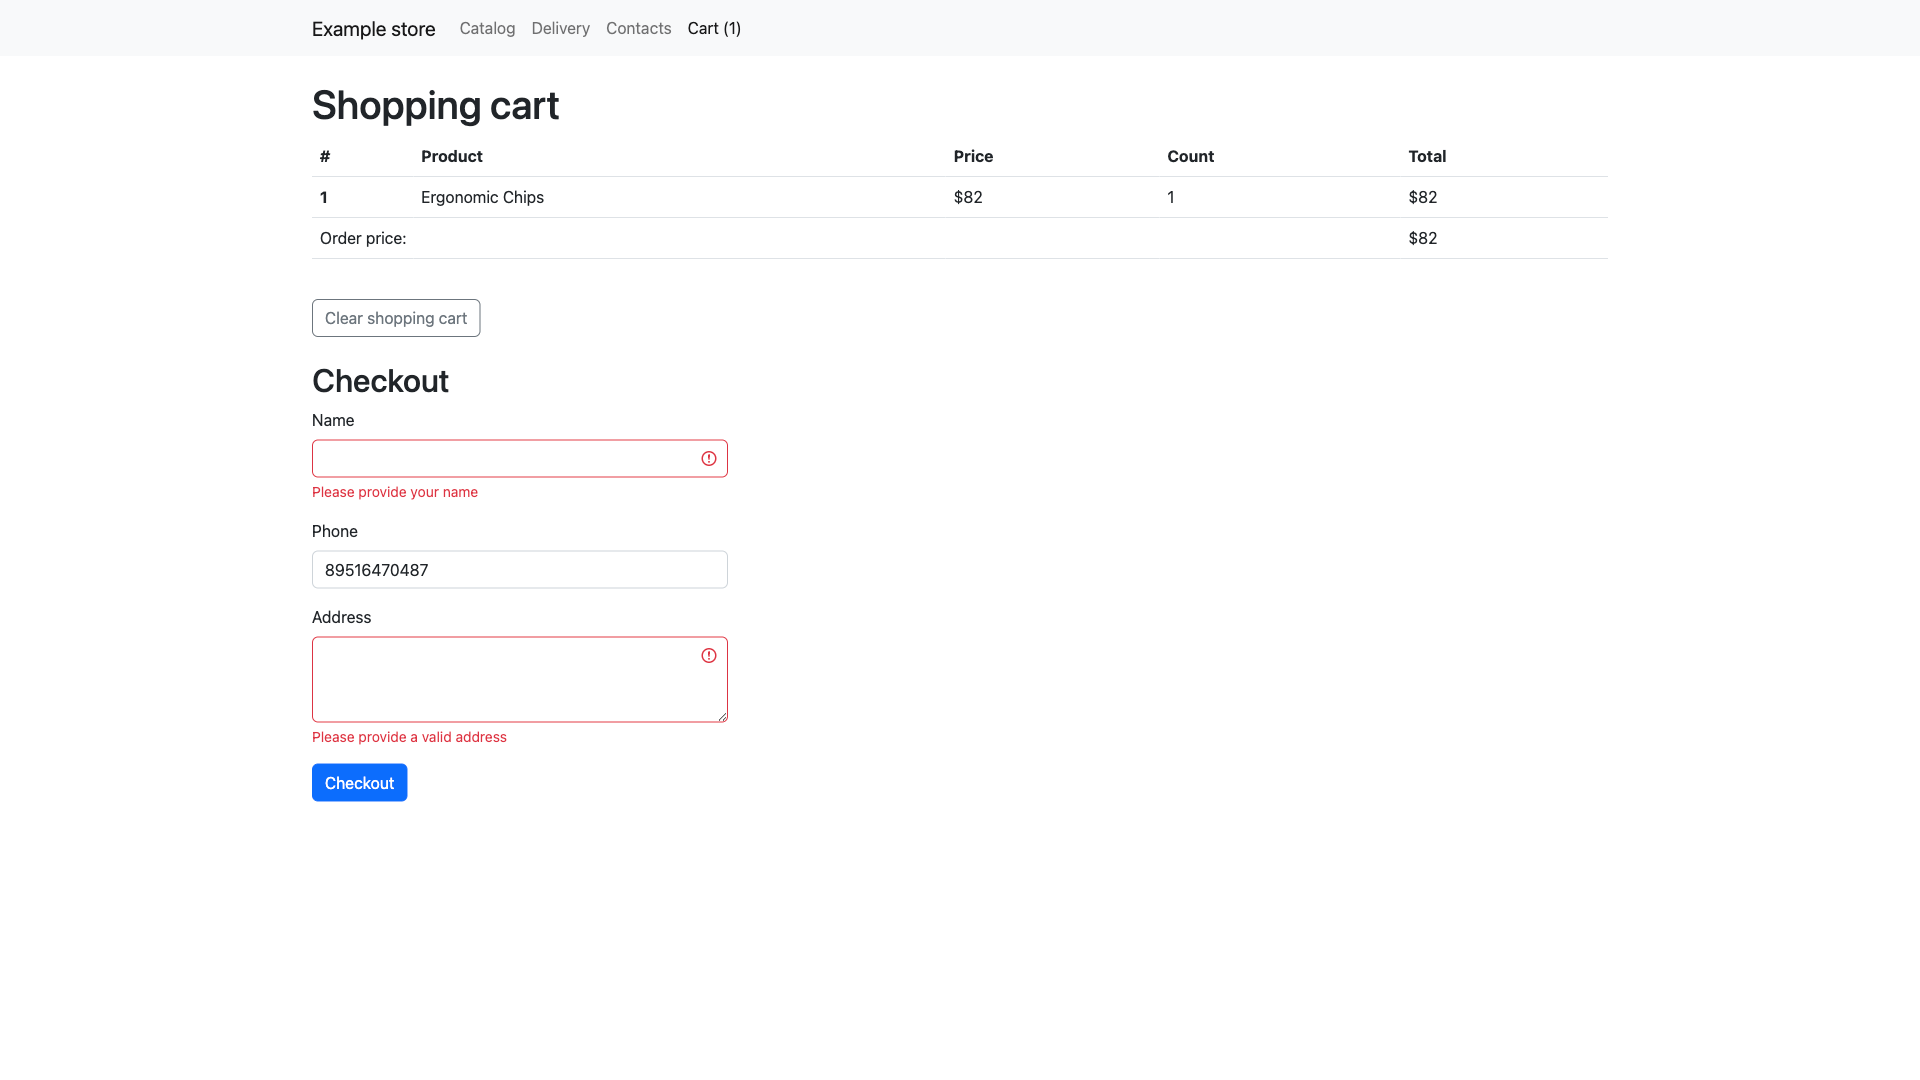 Example store Catalog Delivery Contacts Cart (1)
Shopping cart
# Product Price Count Total
1 Ergonomic Chips $82 1 $82
Order price: $82
Clear shopping cart
Checkout
Name
Please provide your name
Phone
89516470487
Address
Please provide a valid address
Checkout